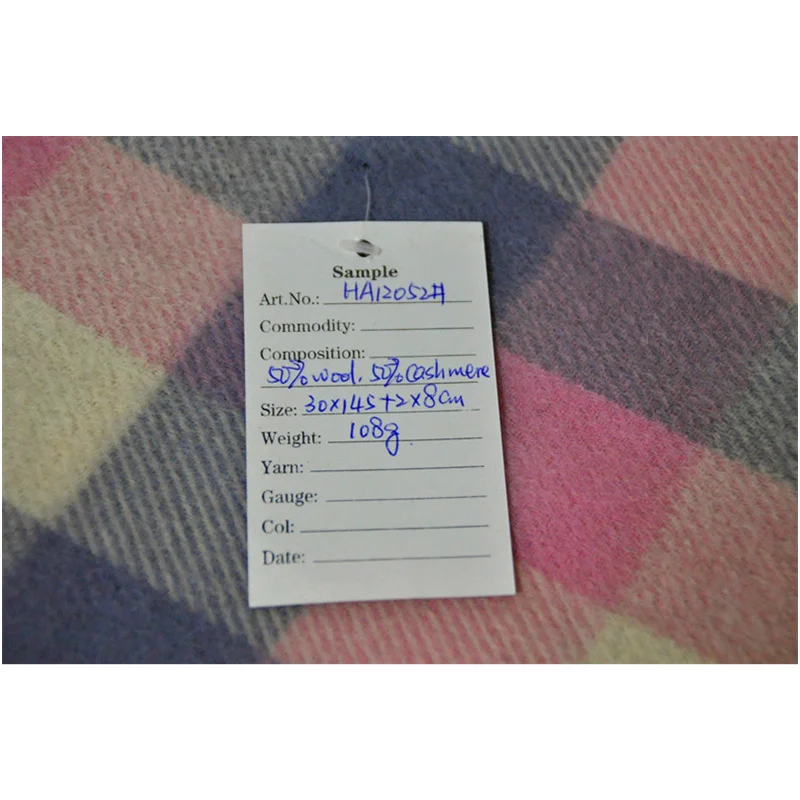 Sample
Art.No.: HA12052#
Commodity:
Composition:
50% wool. 50% Cashmere
Size: 30x145+2x8cm
Weight: 108g
Yarn:
Gauge:
Col:
Date: